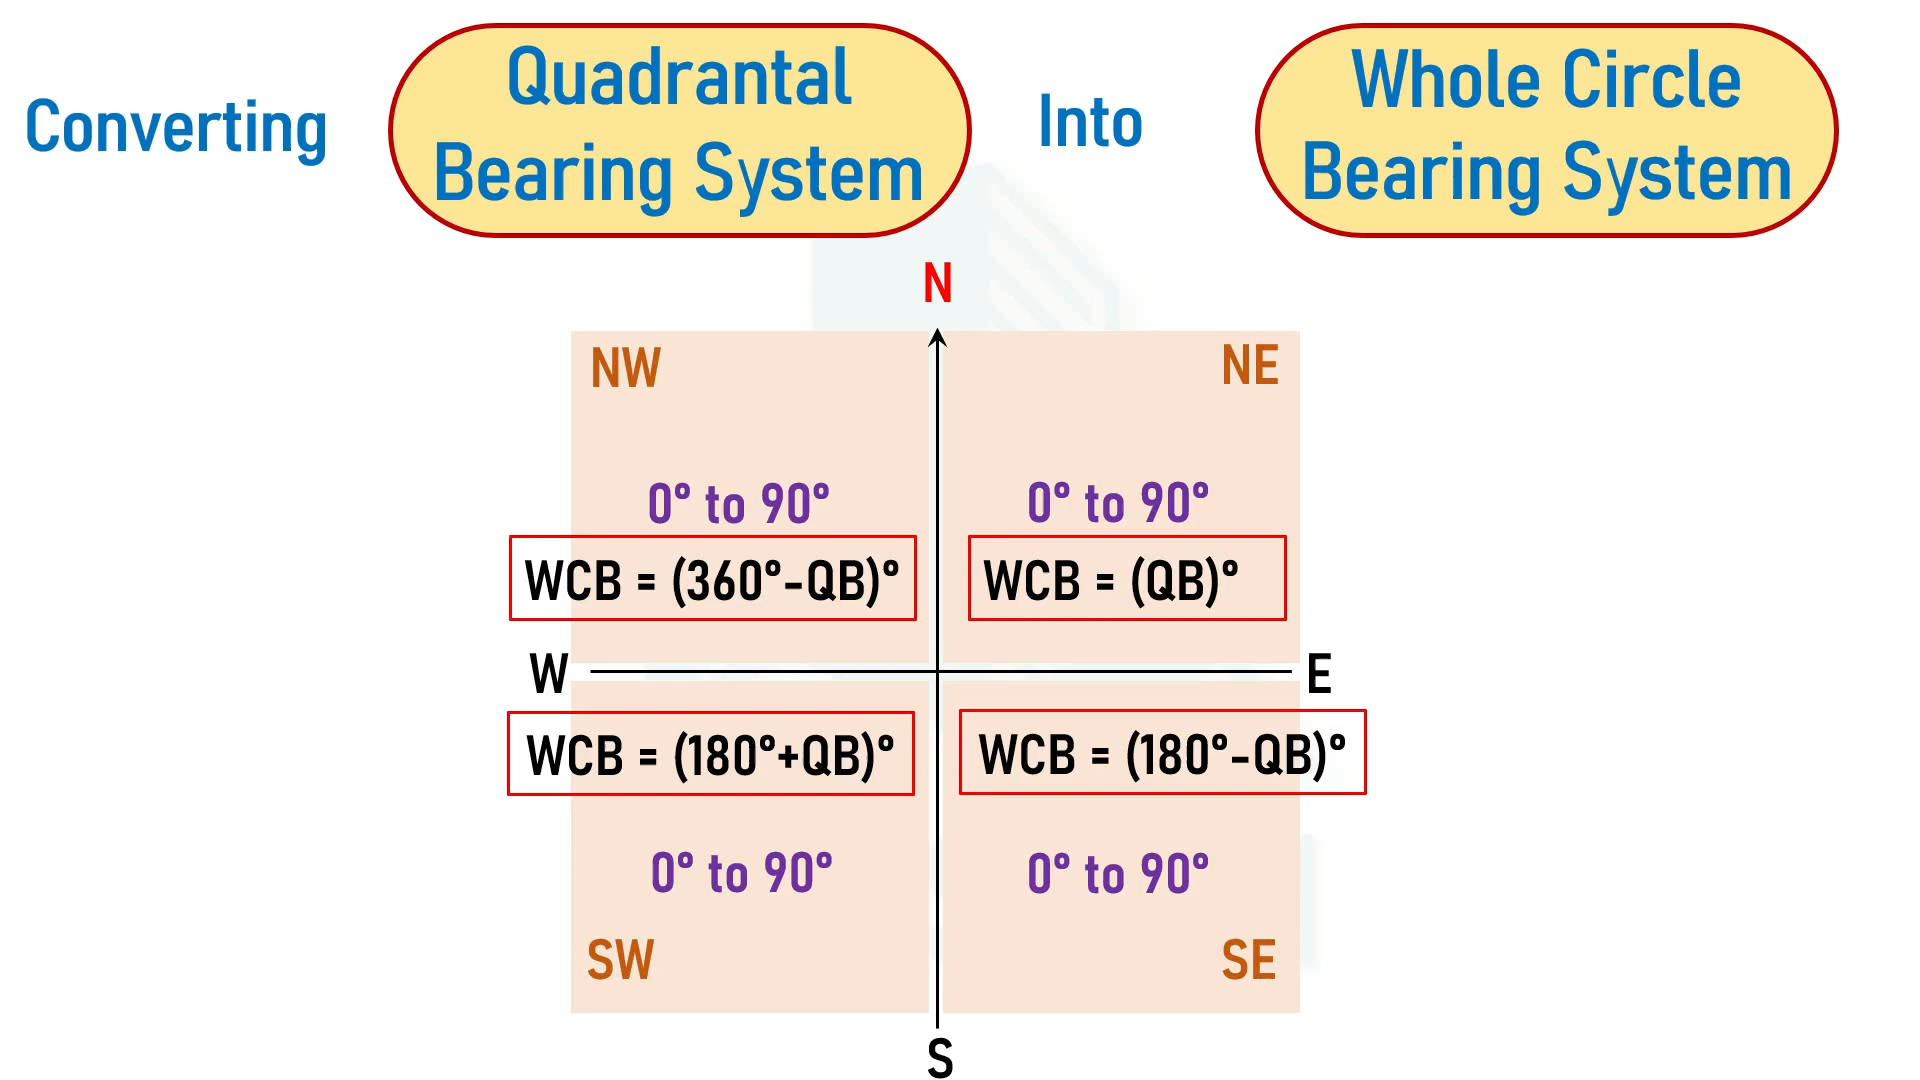 Converting
Quadrantal
Bearing System
Into
Whole Circle
Bearing System
N
NW
NE
0° to 90°
0° to 90°
WCB = (360°-QB)°
WCB = (QB)°
W
E
WCB = (180°+QB)°
WCB = (180°-QB)°
0° to 90°
0° to 90°
SW
SE
S